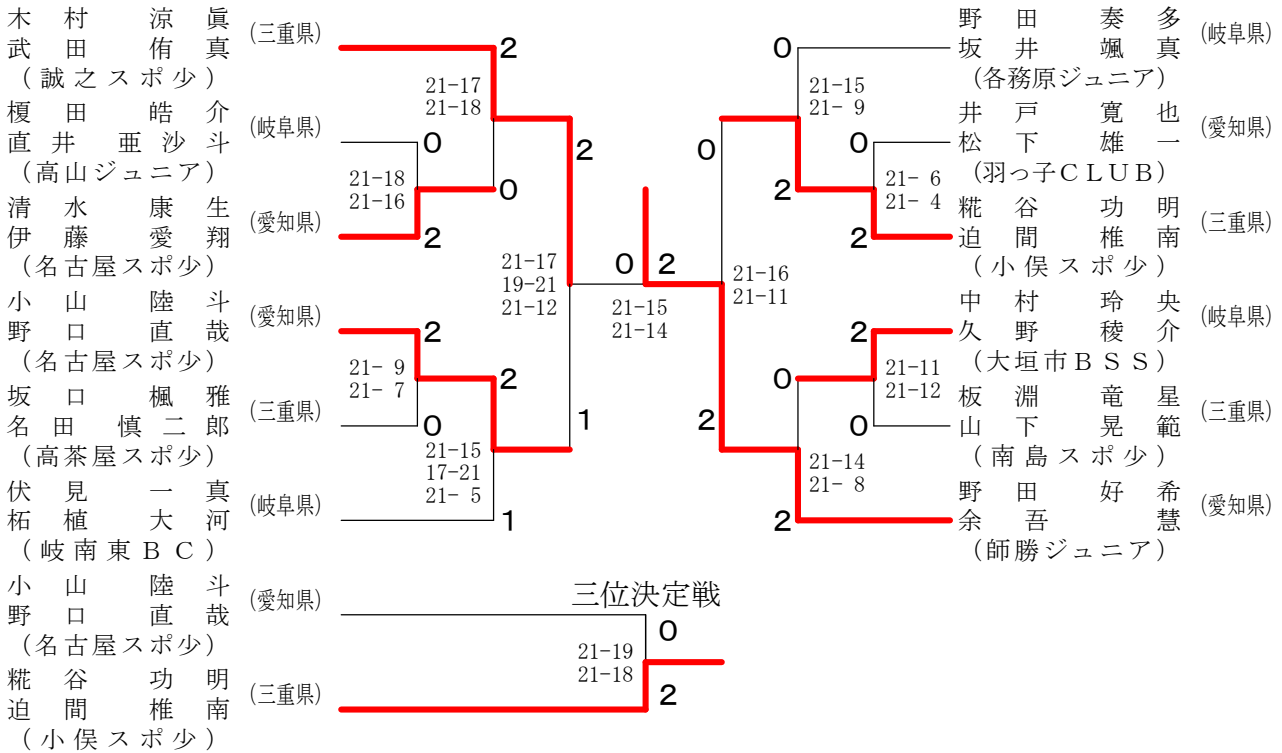 木村 涼眞
武田 侑真
(三重県)
(誠之スポ少)
榎田 皓介
直井 亜沙斗
(岐阜県)
(高山ジュニア)
清水 康生
伊藤 愛翔
(愛知県)
(名古屋スポ少)
小山 陸斗
野口 直哉
(愛知県)
(名古屋スポ少)
坂口 楓雅
名田 慎二郎
(三重県)
(高茶屋スポ少)
伏見 一真
柘植 大河
(岐阜県)
(岐南東BC)
2
21-17
21-18
0
0
21-18
21-16
2
2
21-17
19-21
21-12
1
2
21- 9
21- 7
0
2
21-15
17-21
21- 5
1
0 2
21-15
21-14
0
21-16
21-11
2
0
21-15
21- 9
2
0
21- 6
21- 4
2
2
21-11
21-12
0
0
21-14
21- 8
2
野田 奏多
坂井 颯真
(岐阜県)
(各務原ジュニア)
井戸 寛也
松下 雄一
(愛知県)
(羽っ子CLUB)
糀谷 功明
迫間 椎南
(三重県)
(小俣スポ少)
中村 玲央
久野 稜介
(岐阜県)
(大垣市BSS)
板淵 竜星
山下 晃範
(三重県)
(南島スポ少)
野田 好希
余吾 慧
(愛知県)
(師勝ジュニア)
三位決定戦
小山 陸斗
野口 直哉
(愛知県)
(名古屋スポ少)
糀谷 功明
迫間 椎南
(三重県)
(小俣スポ少)
0
21-19
21-18
2